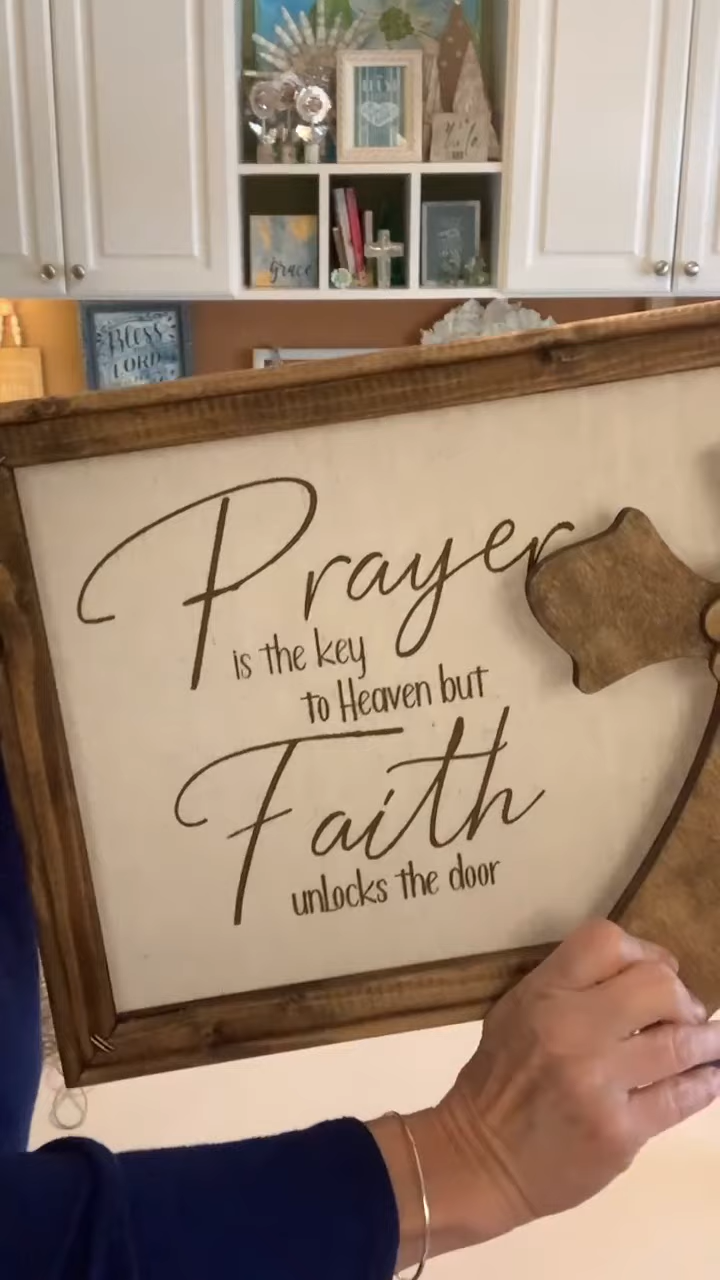 grace
Bless
LORD
Prayer
is the key
to Heaven but
Faith
unlocks the door